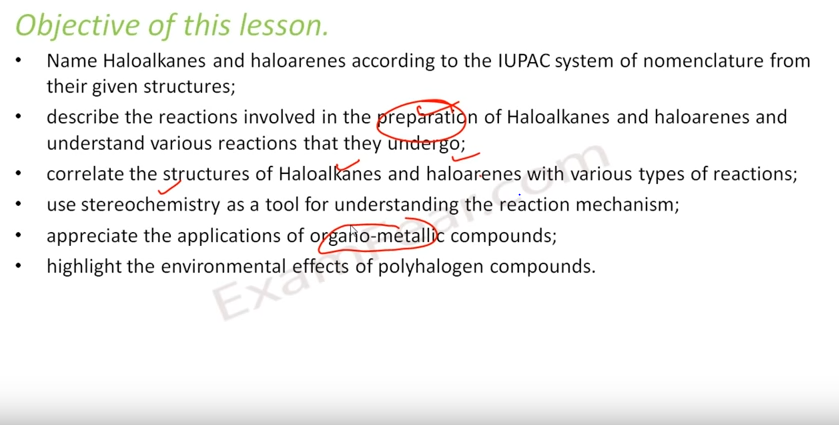 Objective of this lesson.
• Name Haloalkanes and haloarenes according to the IUPAC system of nomenclature from
their given structures;
• describe the reactions involved in the preparation of Haloalkanes and haloarenes and
understand various reactions that they undergo;
• correlate the structures of Haloalkanes and haloarenes with various types of reactions;
• use stereochemistry as a tool for understanding the reaction mechanism;
• appreciate the applications of organo-metallic compounds;
• highlight the environmental effects of polyhalogen compounds.
ExamFear.com